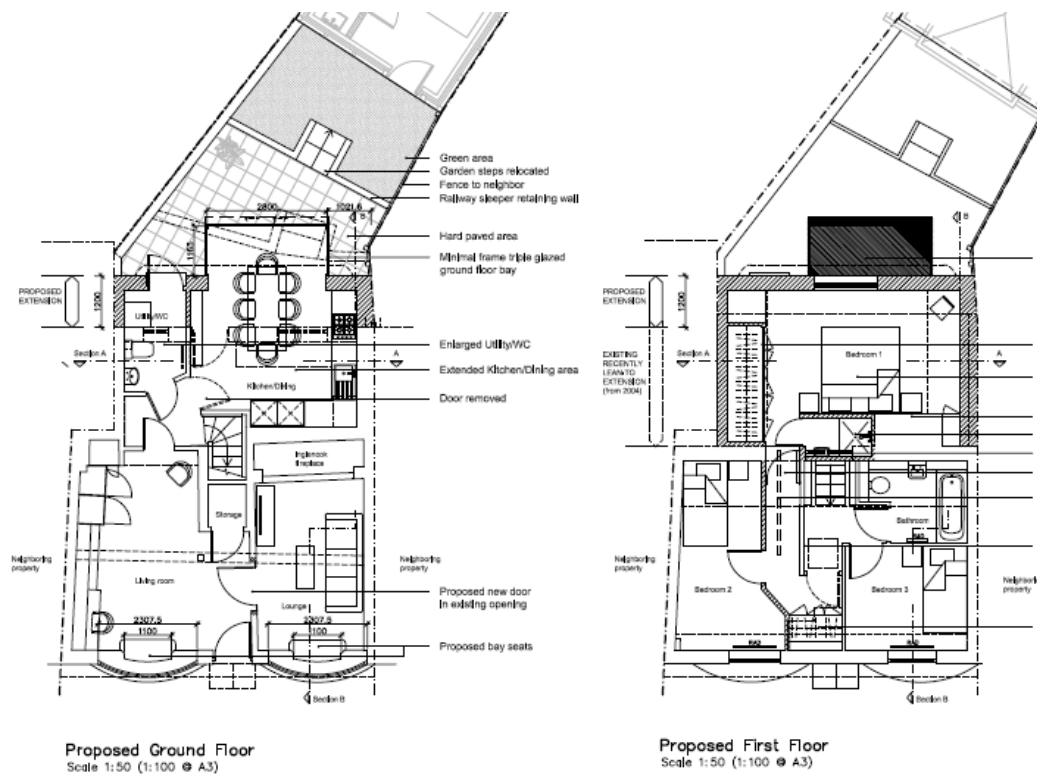 Green area
Garden steps relocated
Fence to neighbor
Railway sleeper retaining wall
2800
1021.6
B
Hard paved area
1163
Minimal frame triple glazed
ground floor bay
PROPOSED
EXTENSION
1200
Utility/WC
Section A
A
Enlarged Utility/WC
Extended Kitchen/Dining area
Kitchen/Dining
Door removed
Inglenook
fireplace
Storage
Neighboring
property
Living room
Neighboring
property
Lounge
Proposed new door
in existing opening
2307.5
1100
2307.5
1100
Proposed bay seats
Section B
Proposed Ground Floor
Scale 1:50 (1:100 @ A3)
B
PROPOSED
EXTENSION
1200
Section A
A
EXISTING
RECENTLY
LEAN TO
EXTENSION
(from 2004)
Bedroom 1
Bathroom
Neighboring
property
Bedroom 2
Bedroom 3
Neighboring
property
Section B
Proposed First Floor
Scale 1:50 (1:100 @ A3)